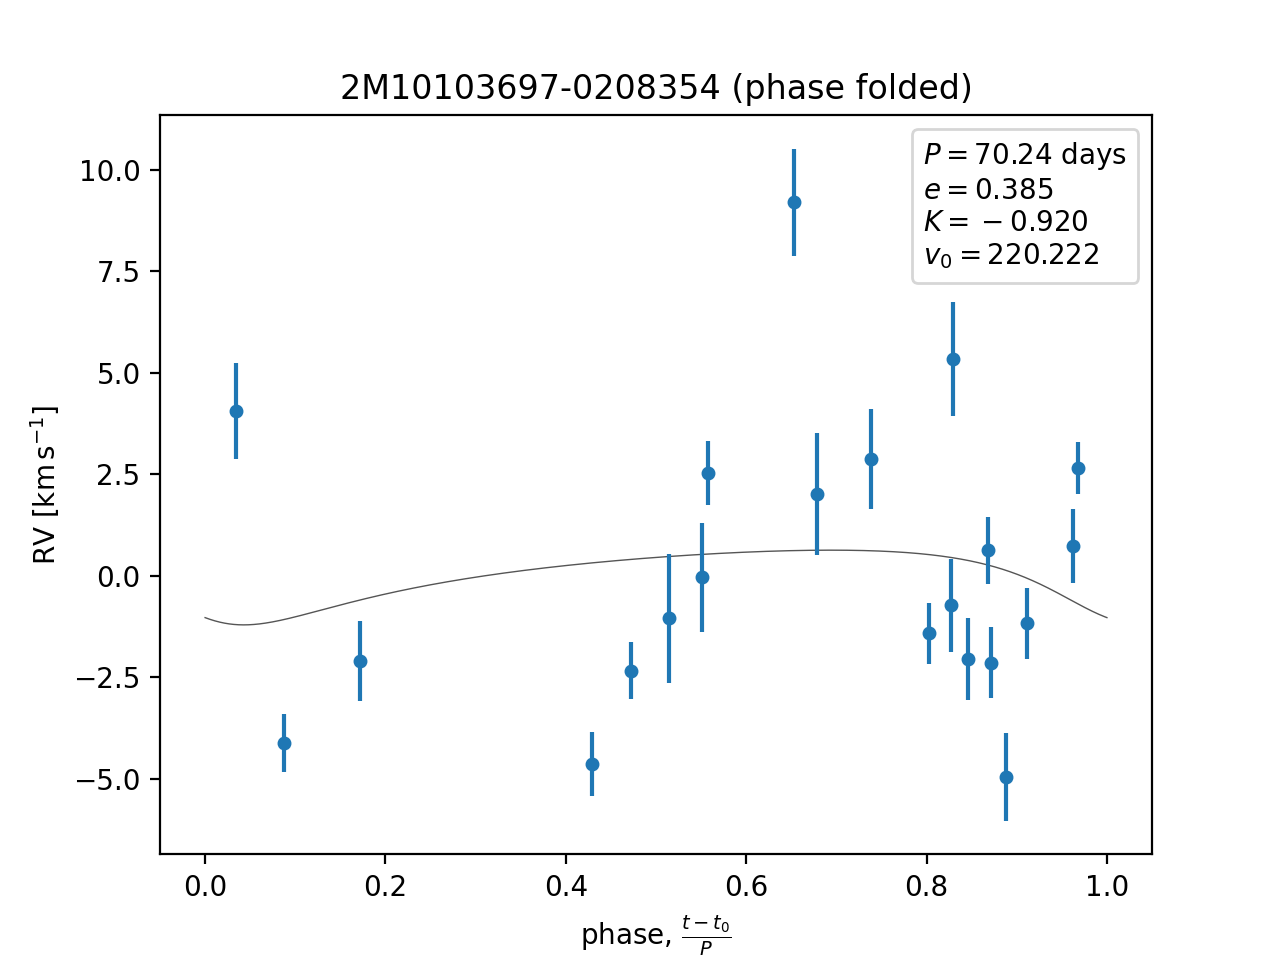 2M10103697-0208354 (phase folded)
P = 70.24 days
e = 0.385
K = −0.920
v₀ = 220.222
10.0
7.5
5.0
2.5
0.0
−2.5
−5.0
RV [km s⁻¹]
0.0 0.2 0.4 0.6 0.8 1.0
phase, (t − t₀)/P